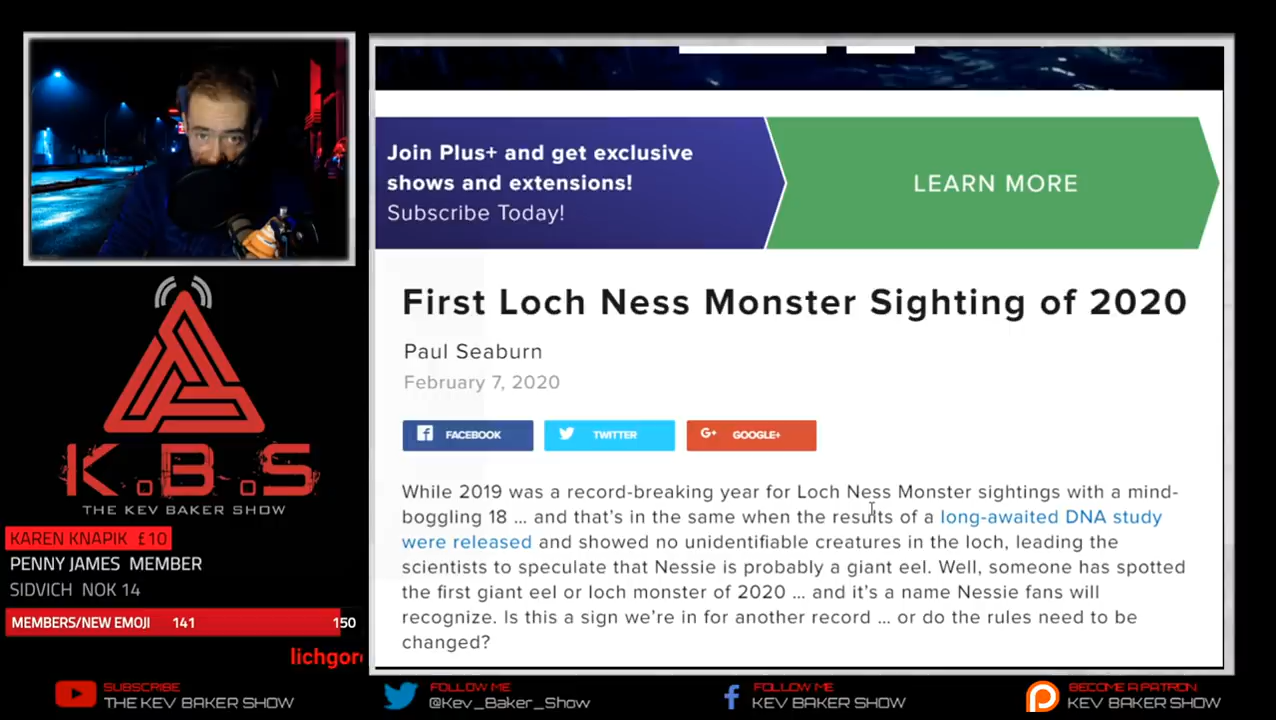 Join Plus+ and get exclusive
shows and extensions!
Subscribe Today!
LEARN MORE
First Loch Ness Monster Sighting of 2020
Paul Seaburn
February 7, 2020
FACEBOOK
TWITTER
G+ GOOGLE+
While 2019 was a record-breaking year for Loch Ness Monster sightings with a mind-
boggling 18 ... and that's in the same when the results of a long-awaited DNA study
were released and showed no unidentifiable creatures in the loch, leading the
scientists to speculate that Nessie is probably a giant eel. Well, someone has spotted
the first giant eel or loch monster of 2020 ... and it's a name Nessie fans will
recognize. Is this a sign we're in for another record ... or do the rules need to be
changed?
K.B.S
THE KEV BAKER SHOW
KAREN KNAPIK £10
PENNY JAMES MEMBER
SIDVICH NOK 14
MEMBERS/NEW EMOJI 141 150
lichgor
SUBSCRIBE
THE KEV BAKER SHOW
FOLLOW ME
@Kev_Baker_Show
FOLLOW ME
KEV BAKER SHOW
BECOME A PATRON
KEV BAKER SHOW